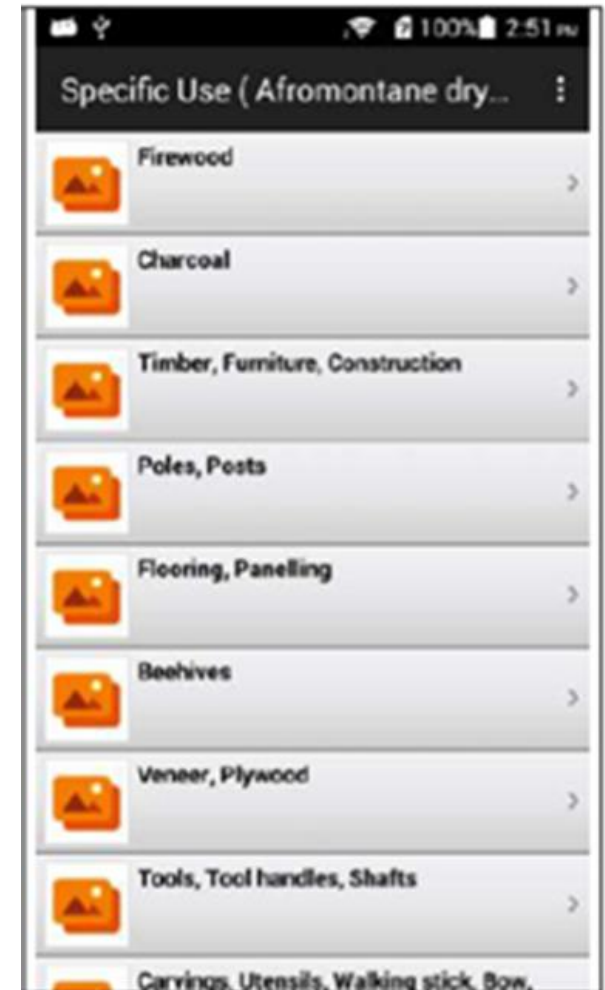 100% 2:51 PM
Specific Use ( Afromontane dry...
Firewood
Charcoal
Timber, Furniture, Construction
Poles, Posts
Flooring, Panelling
Beehives
Veneer, Plywood
Tools, Tool handles, Shafts
Carvings, Utensils, Walking stick, Bow,